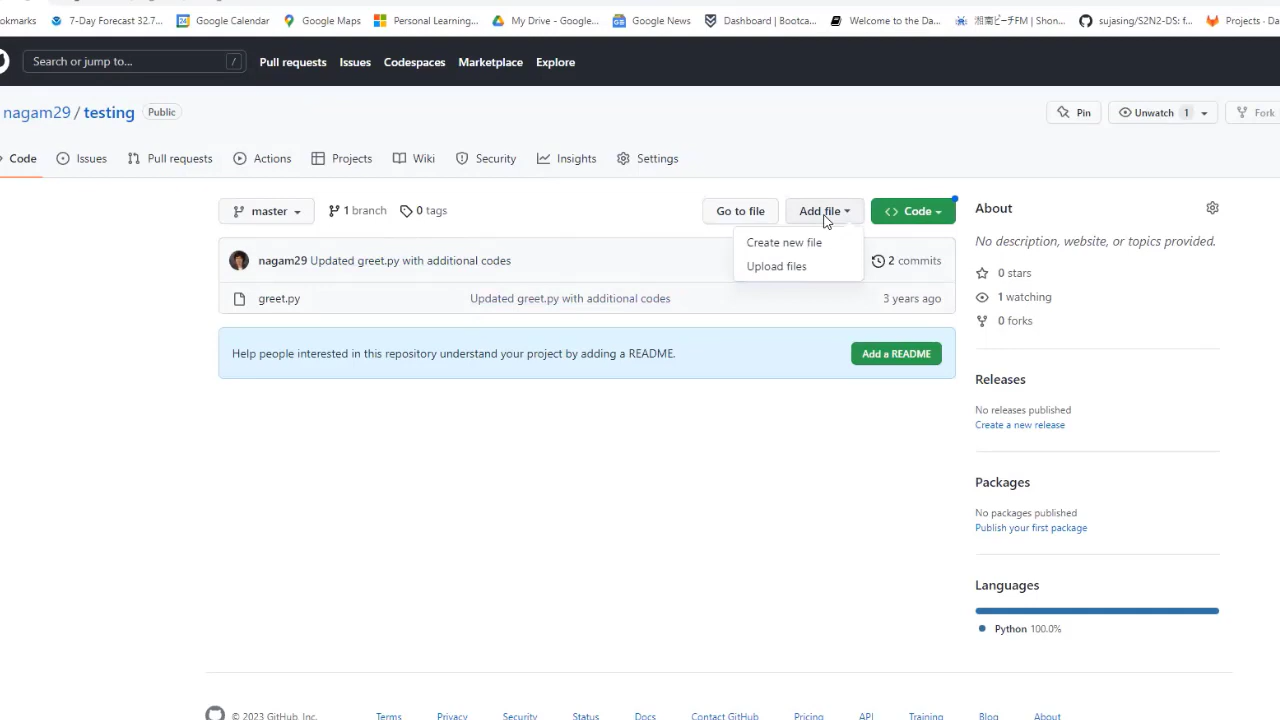 7-Day Forecast 32.7... Google Calendar Google Maps Personal Learning... My Drive - Google... Google News Dashboard | Bootca... Welcome to the Da... 湘南ビーチFM | Shon... sujasing/S2N2-DS: f...
Search or jump to... / Pull requests Issues Codespaces Marketplace Explore
nagam29 / testing Public Pin Unwatch 1 Fork
Code Issues Pull requests Actions Projects Wiki Security Insights Settings
master 1 branch 0 tags Go to file Add file Code
Create new file
Upload files
nagam29 Updated greet.py with additional codes 2 commits
greet.py Updated greet.py with additional codes 3 years ago
Help people interested in this repository understand your project by adding a README. Add a README
About
No description, website, or topics provided.
0 stars
1 watching
0 forks
Releases
No releases published
Create a new release
Packages
No packages published
Publish your first package
Languages
Python 100.0%
© 2023 GitHub, Inc. Terms Privacy Security Status Docs Contact GitHub Pricing API Training Blog About